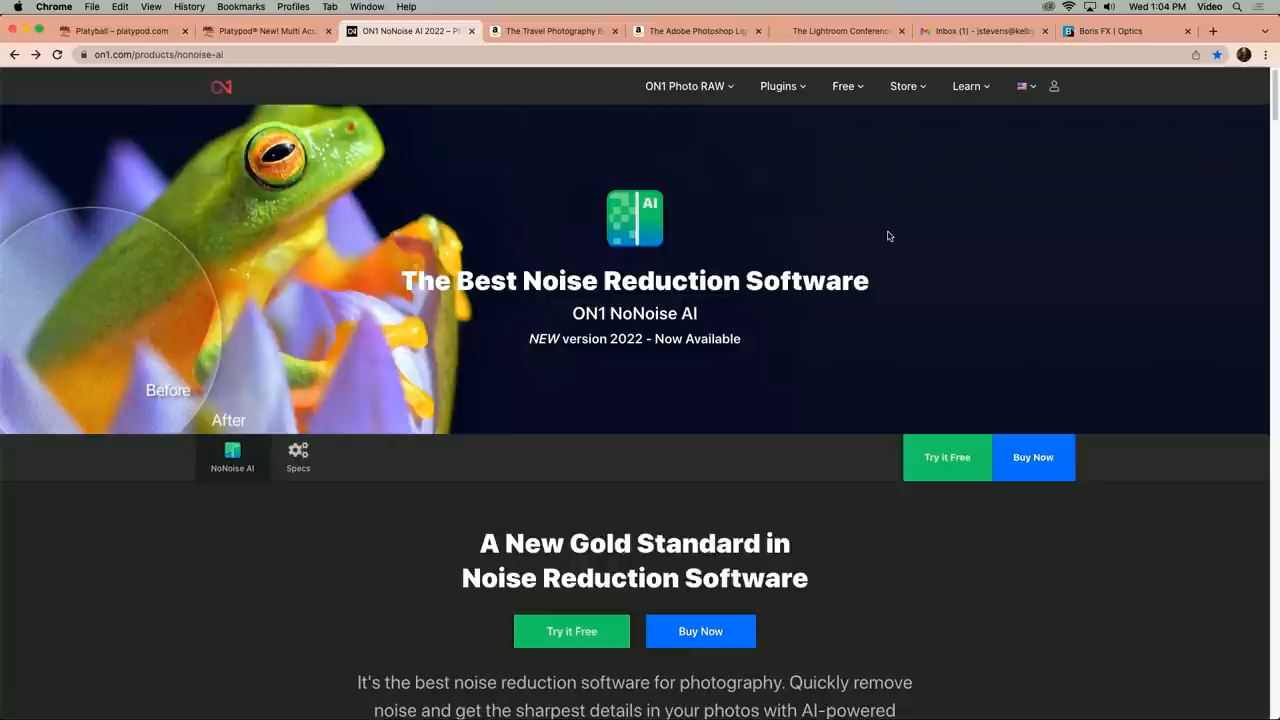 Chrome File Edit View History Bookmarks Profiles Tab Window Help Wed 1:04 PM Video
Platyball – platypod.com
Platypod® New! Multi Acc
ON1 NoNoise AI 2022 – Pl
The Travel Photography B
The Adobe Photoshop Lig
The Lightroom Conference
Inbox (1) - jstevens@kelby
Boris FX | Optics
on1.com/products/nonoise-ai
ON1 Photo RAW Plugins Free Store Learn
AI
The Best Noise Reduction Software
ON1 NoNoise AI
NEW version 2022 - Now Available
Before
After
NoNoise AI
Specs
Try it Free
Buy Now
A New Gold Standard in
Noise Reduction Software
Try it Free
Buy Now
It's the best noise reduction software for photography. Quickly remove
noise and get the sharpest details in your photos with AI-powered